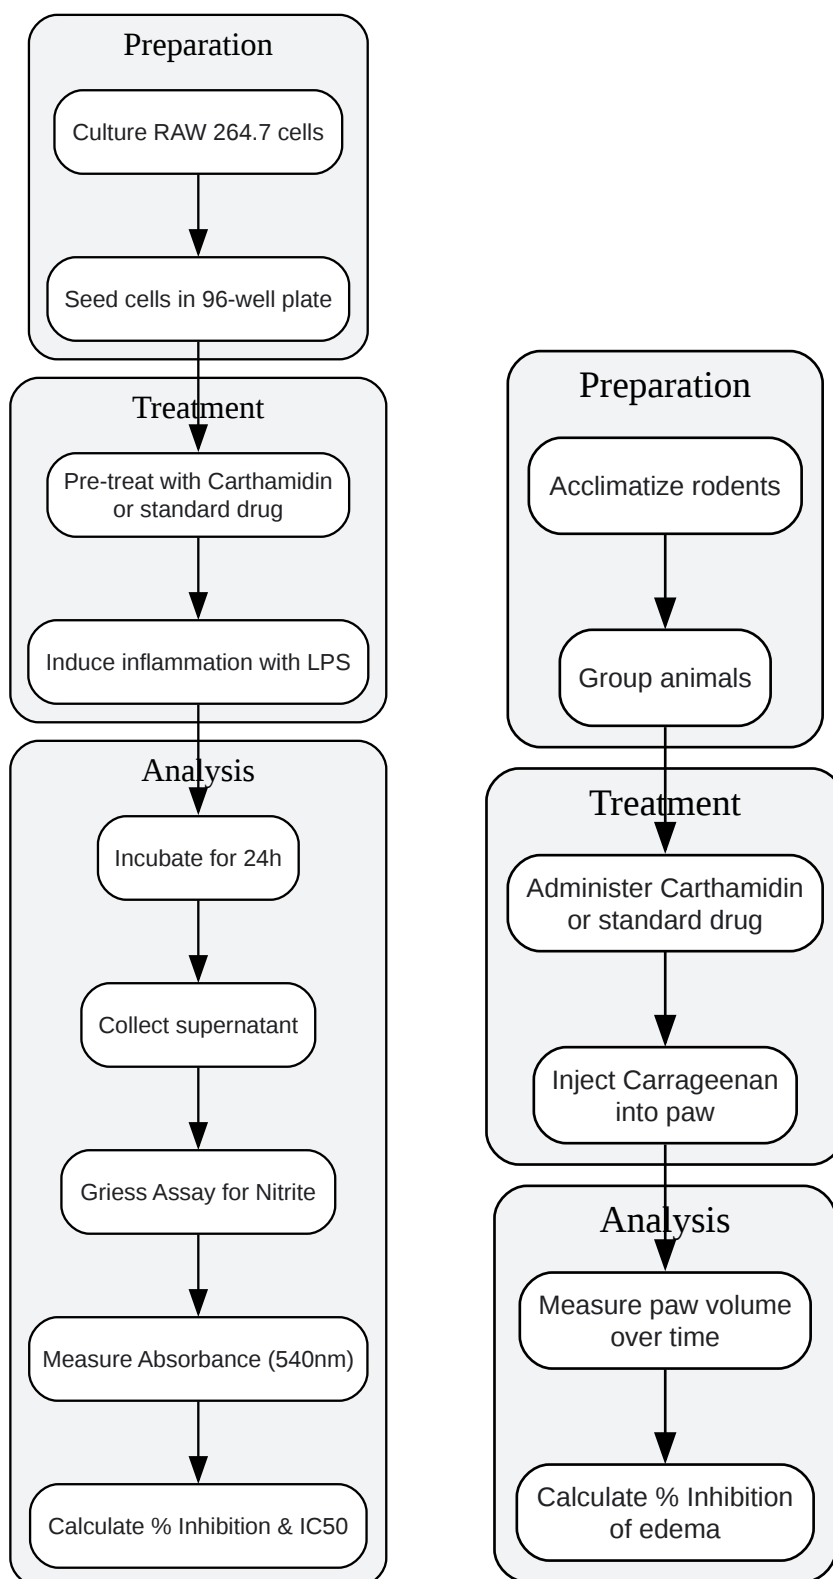 Preparation
Culture RAW 264.7 cells
Seed cells in 96-well plate
Treatment
Pre-treat with Carthamidin
or standard drug
Induce inflammation with LPS
Analysis
Incubate for 24h
Collect supernatant
Griess Assay for Nitrite
Measure Absorbance (540nm)
Calculate % Inhibition & IC50
Preparation
Acclimatize rodents
Group animals
Treatment
Administer Carthamidin
or standard drug
Inject Carrageenan
into paw
Analysis
Measure paw volume
over time
Calculate % Inhibition
of edema